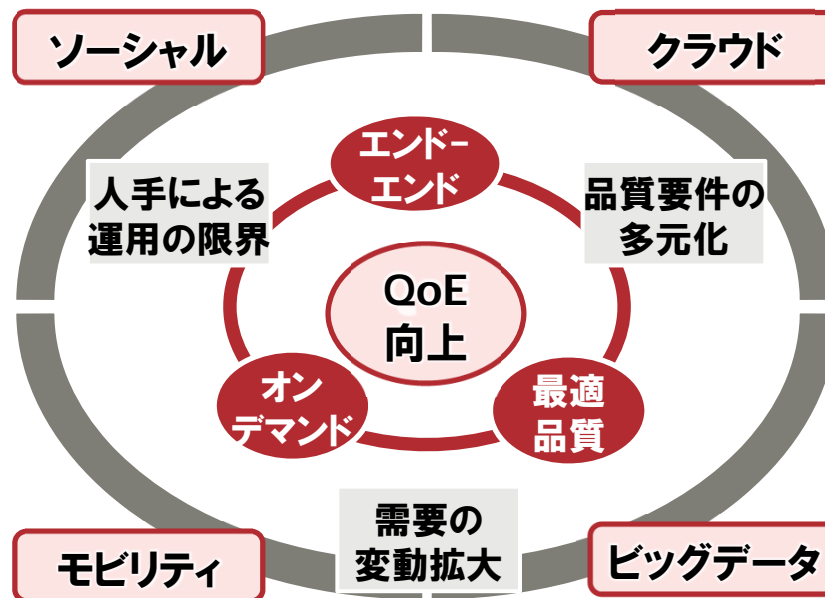 ソーシャル
クラウド
エンドｰ
エンド
人手による
運用の限界
品質要件の
多元化
QoE
向上
オン
デマンド
最適
品質
需要の
変動拡大
モビリティ
ビッグデータ